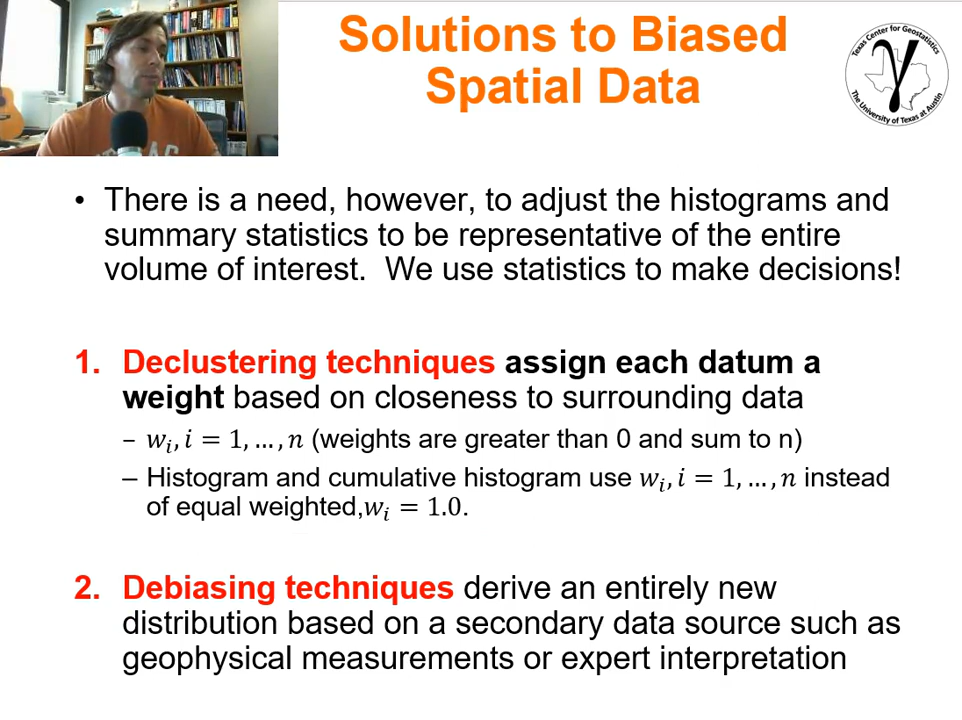 Solutions to Biased
Spatial Data
Texas Center for Geostatistics
The University of Texas at Austin
γ
• There is a need, however, to adjust the histograms and
summary statistics to be representative of the entire
volume of interest.  We use statistics to make decisions!
1. Declustering techniques assign each datum a
weight based on closeness to surrounding data
– wᵢ, i = 1, …, n (weights are greater than 0 and sum to n)
– Histogram and cumulative histogram use wᵢ, i = 1, …, n instead
of equal weighted,wᵢ = 1.0.
2. Debiasing techniques derive an entirely new
distribution based on a secondary data source such as
geophysical measurements or expert interpretation